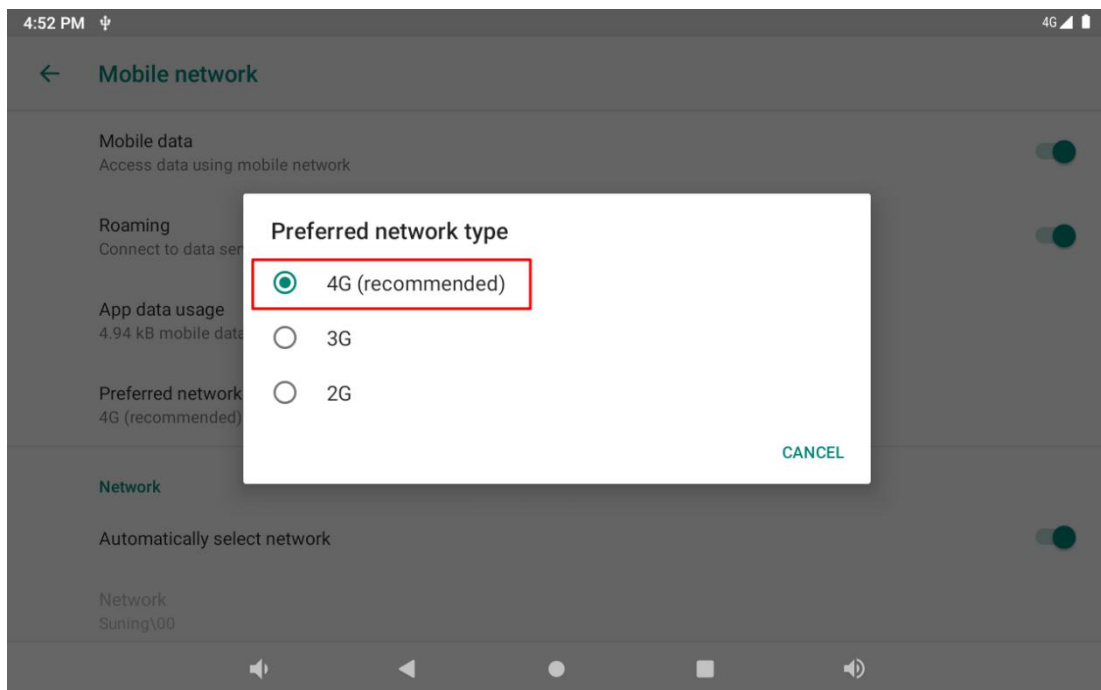 4:52 PM
4G
Mobile network
Mobile data
Access data using mobile network
Roaming
Connect to data ser
App data usage
4.94 kB mobile data
Preferred network
4G (recommended)
Preferred network type
4G (recommended)
3G
2G
CANCEL
Network
Automatically select network
Network
Suning\00